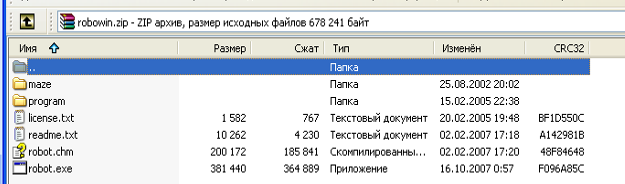 robowin.zip - ZIP архив, размер исходных файлов 678 241 байт
Имя Размер Сжат Тип Изменён CRC32
.. Папка
maze Папка 25.08.2002 20:02
program Папка 15.02.2005 22:38
license.txt 1 582 767 Текстовый документ 20.02.2005 19:48 BF1D550C
readme.txt 10 262 4 230 Текстовый документ 02.02.2007 17:18 A142981B
robot.chm 200 172 185 841 Скомпилированны... 02.02.2007 17:20 48F84648
robot.exe 381 440 364 889 Приложение 16.10.2007 0:57 F096A85C